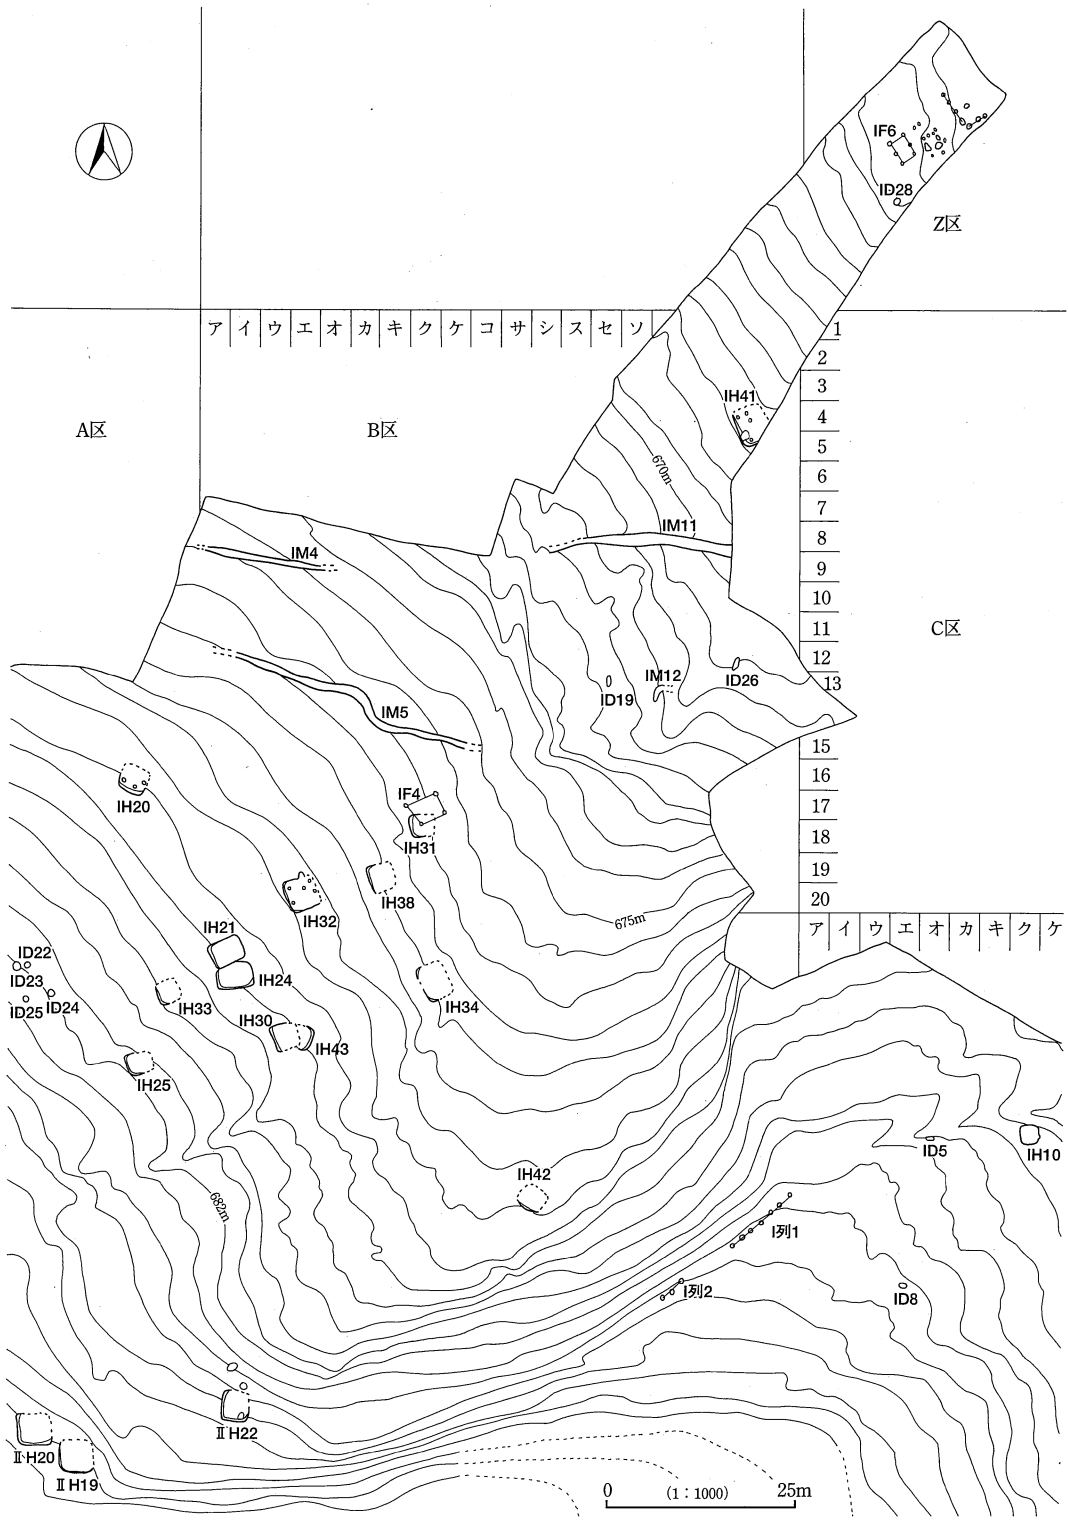 IF6
ID28
Z区
ア イ ウ エ オ カ キ ク ケ コ サ シ ス セ ソ
1
2
3
IH41
4
A区
B区
5
670m
6
7
IM11
8
IM4
9
10
11
C区
12
IM12
ID26
13
ID19
IM5
15
16
IF4
IH20
17
18
IH31
19
IH38
20
IH32
675m
ア イ ウ エ オ カ キ ク ケ
IH21
ID22
ID23
IH24
ID25
ID24
IH33
IH34
IH30
IH43
IH25
ID5
IH10
IH42
682m
I列1
I列2
ID8
ⅡH22
ⅡH20
ⅡH19
0 (1：1000) 25m